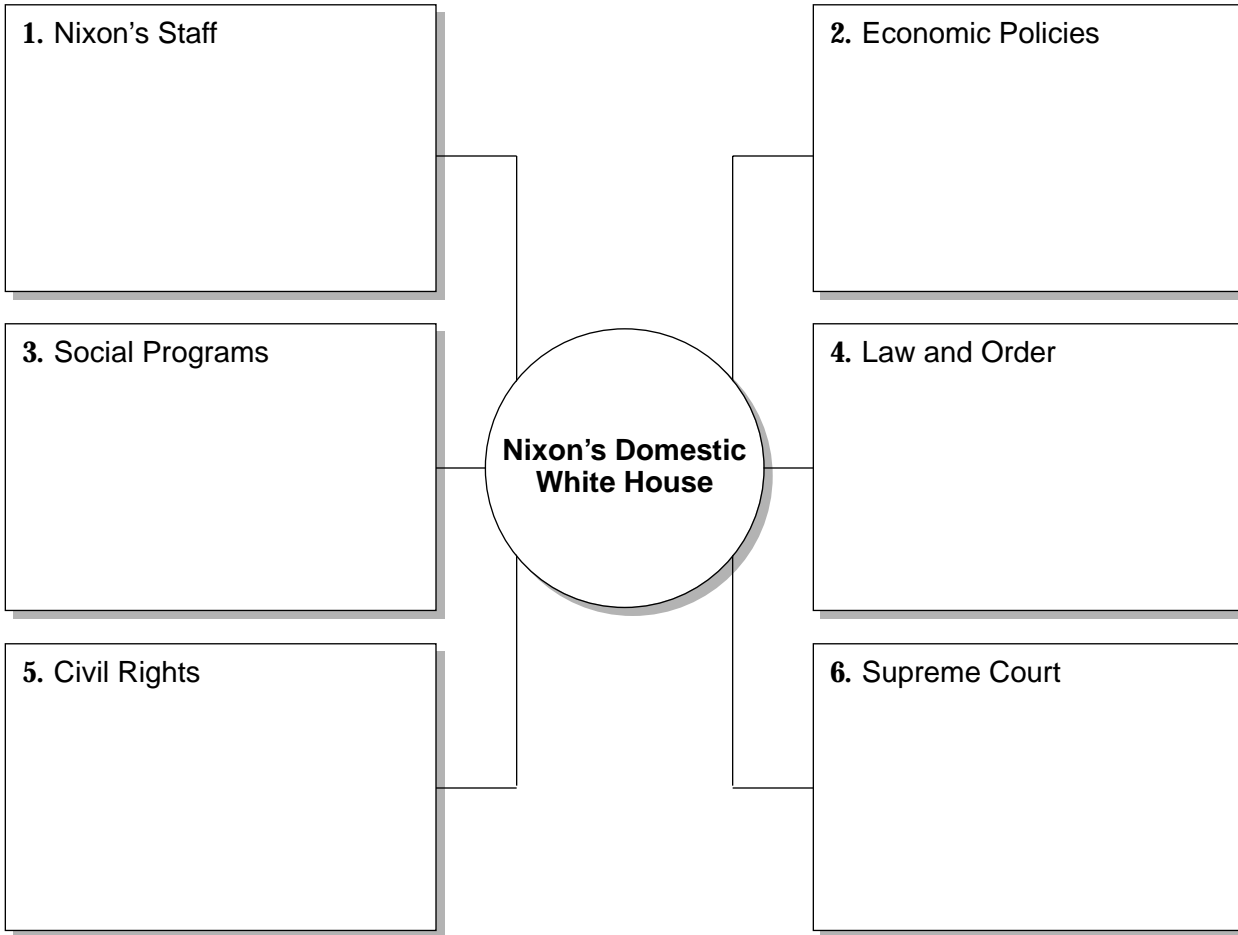 1. Nixon’s Staff
2. Economic Policies
3. Social Programs
4. Law and Order
Nixon’s Domestic
White House
5. Civil Rights
6. Supreme Court